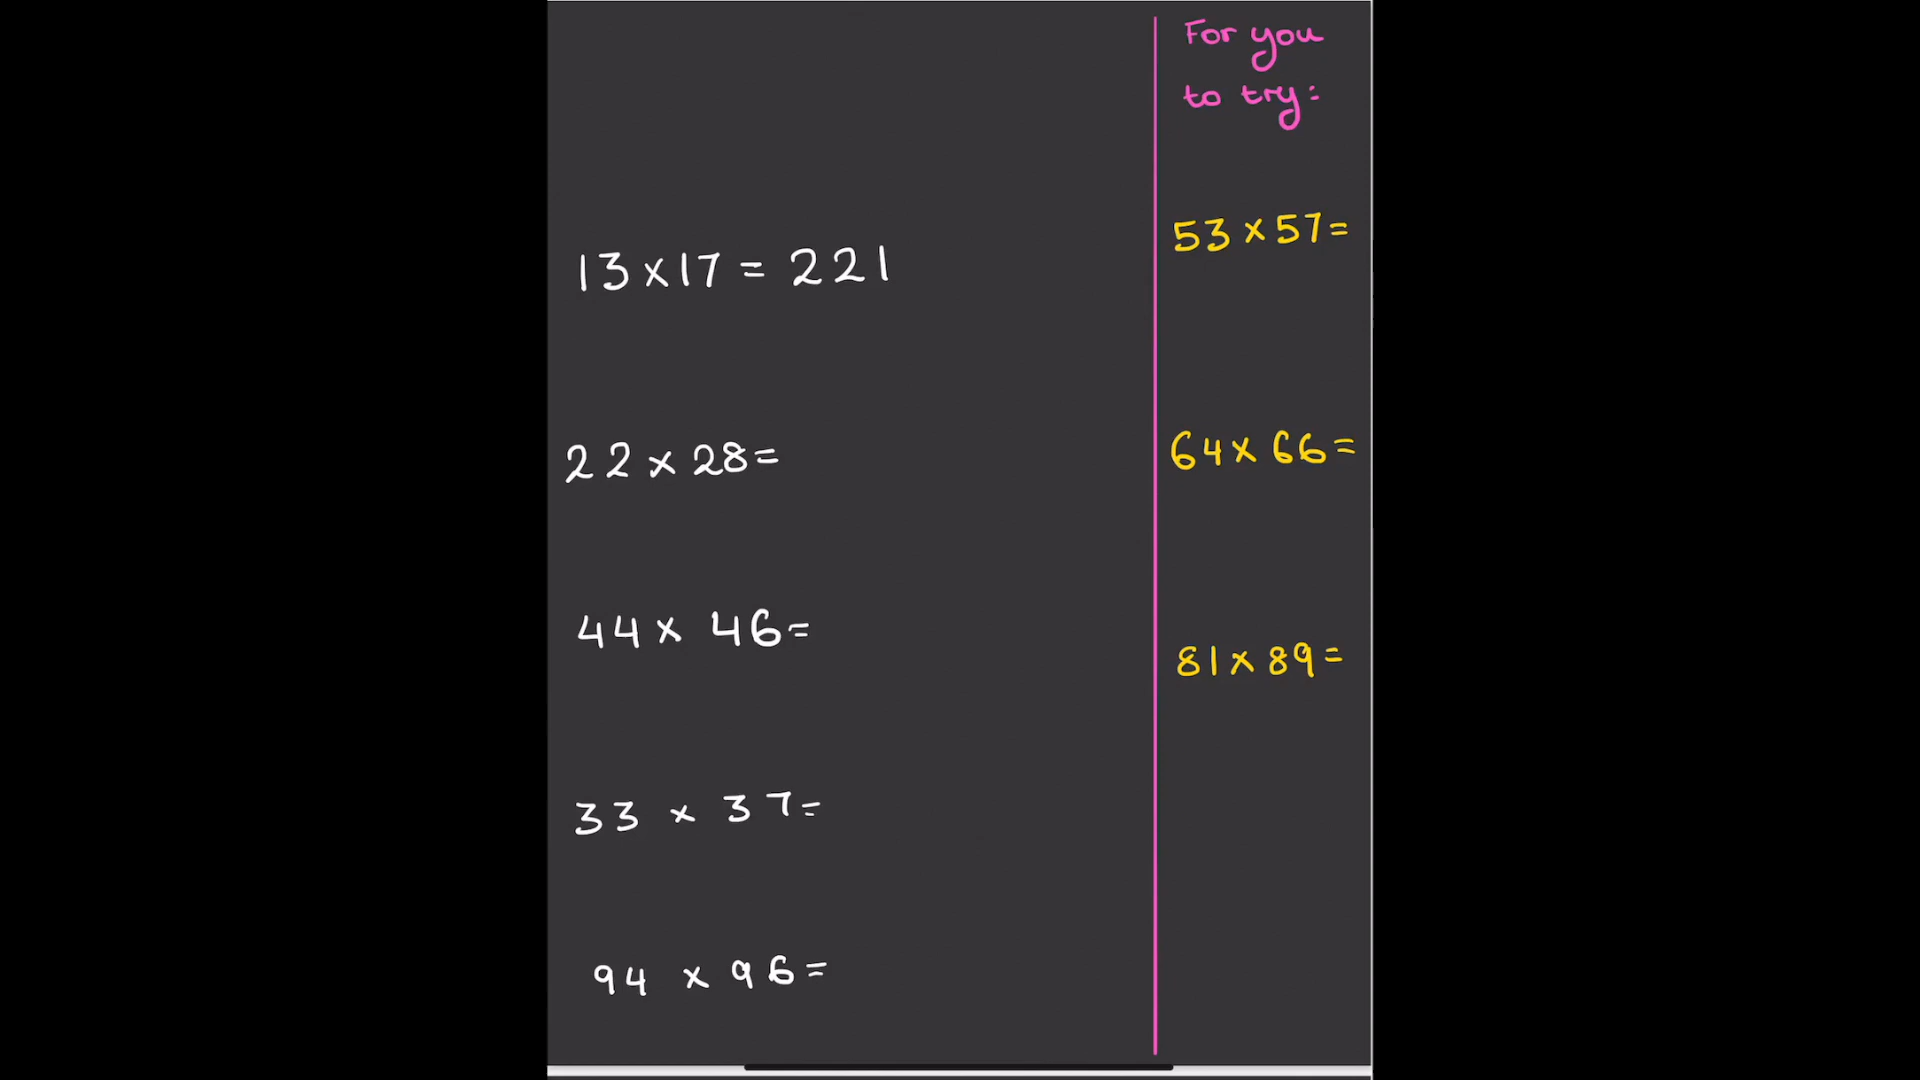 For you
to try:
13 x 17 = 221
22 x 28 =
44 x 46 =
33 x 37 =
94 x 96 =
53 x 57 =
64 x 66 =
81 x 89 =